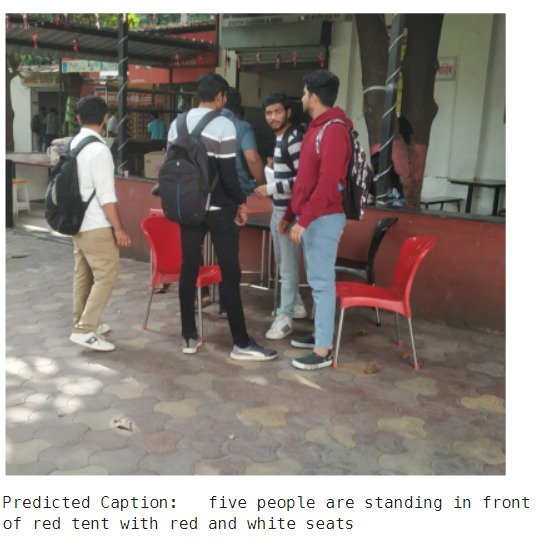 Predicted Caption: five people are standing in front
of red tent with red and white seats